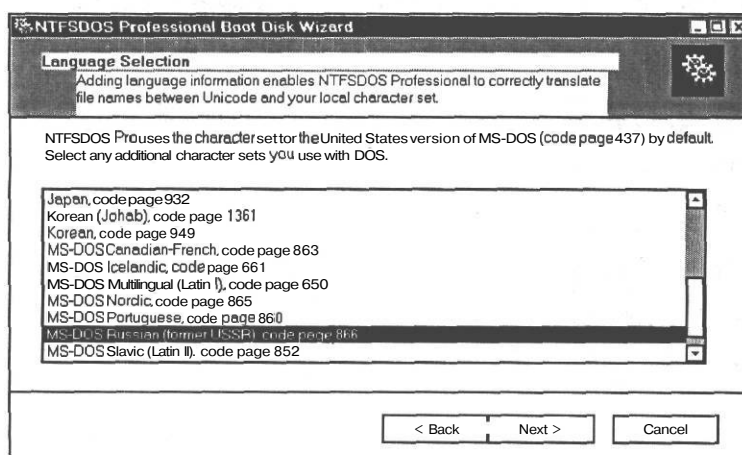 NTFSDOS Professional Boot Disk Wizard
Language Selection
Adding language information enables NTFSDOS Professional to correctly translate
file names between Unicode and your local character set.
NTFSDOS Prouses the character set tor the United States version of MS-DOS (code page 437) by default.
Select any additional character sets you use with DOS.
Japan, code page 932
Korean (Johab), code page 1361
Korean, code page 949
MS-DOS Canadian-French, code page 863
MS-DOS Icelandic, code page 661
MS-DOS Multilingual (Latin I), code page 650
MS-DOS Nordic, code page 865
MS-DOS Portuguese, code page 860
MS-DOS Russian (former USSR), code page 866
MS-DOS Slavic (Latin II). code page 852
< Back
Next >
Cancel